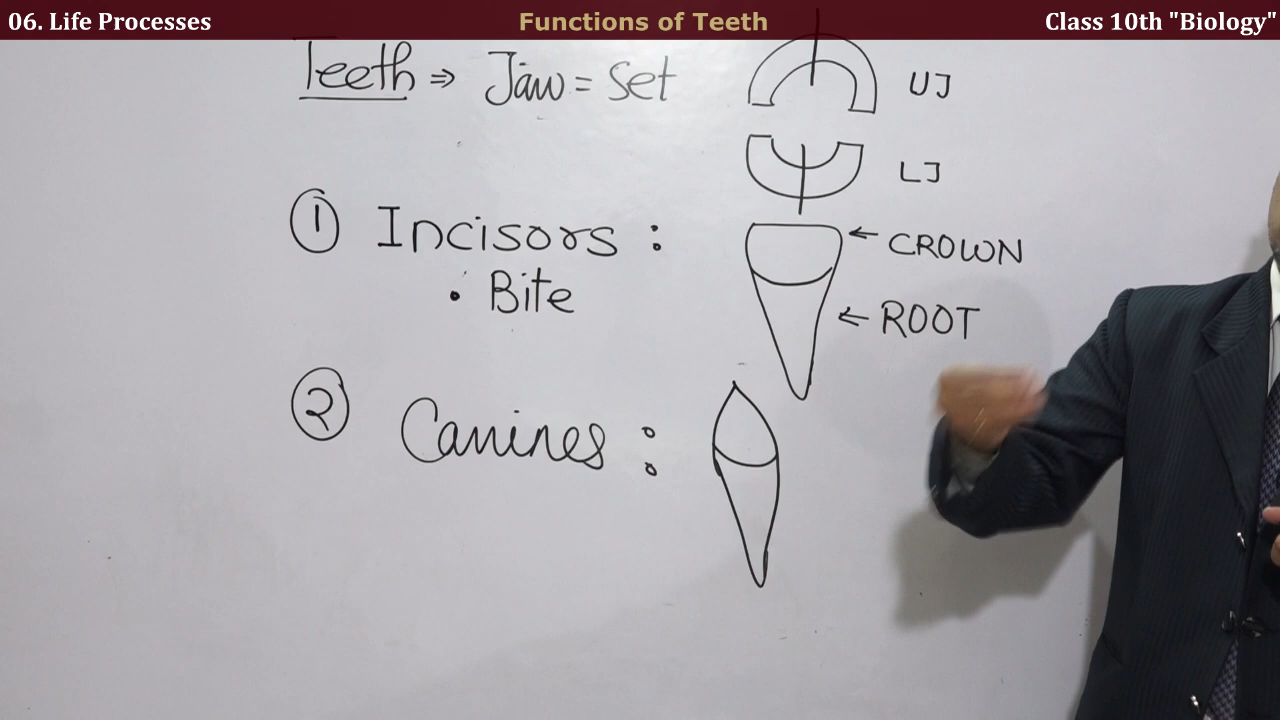 06. Life Processes Functions of Teeth Class 10th "Biology"
Teeth ⇒ Jaw = Set
UJ
LJ
① Incisors :
• Bite
← CROWN
← ROOT
② Canines :